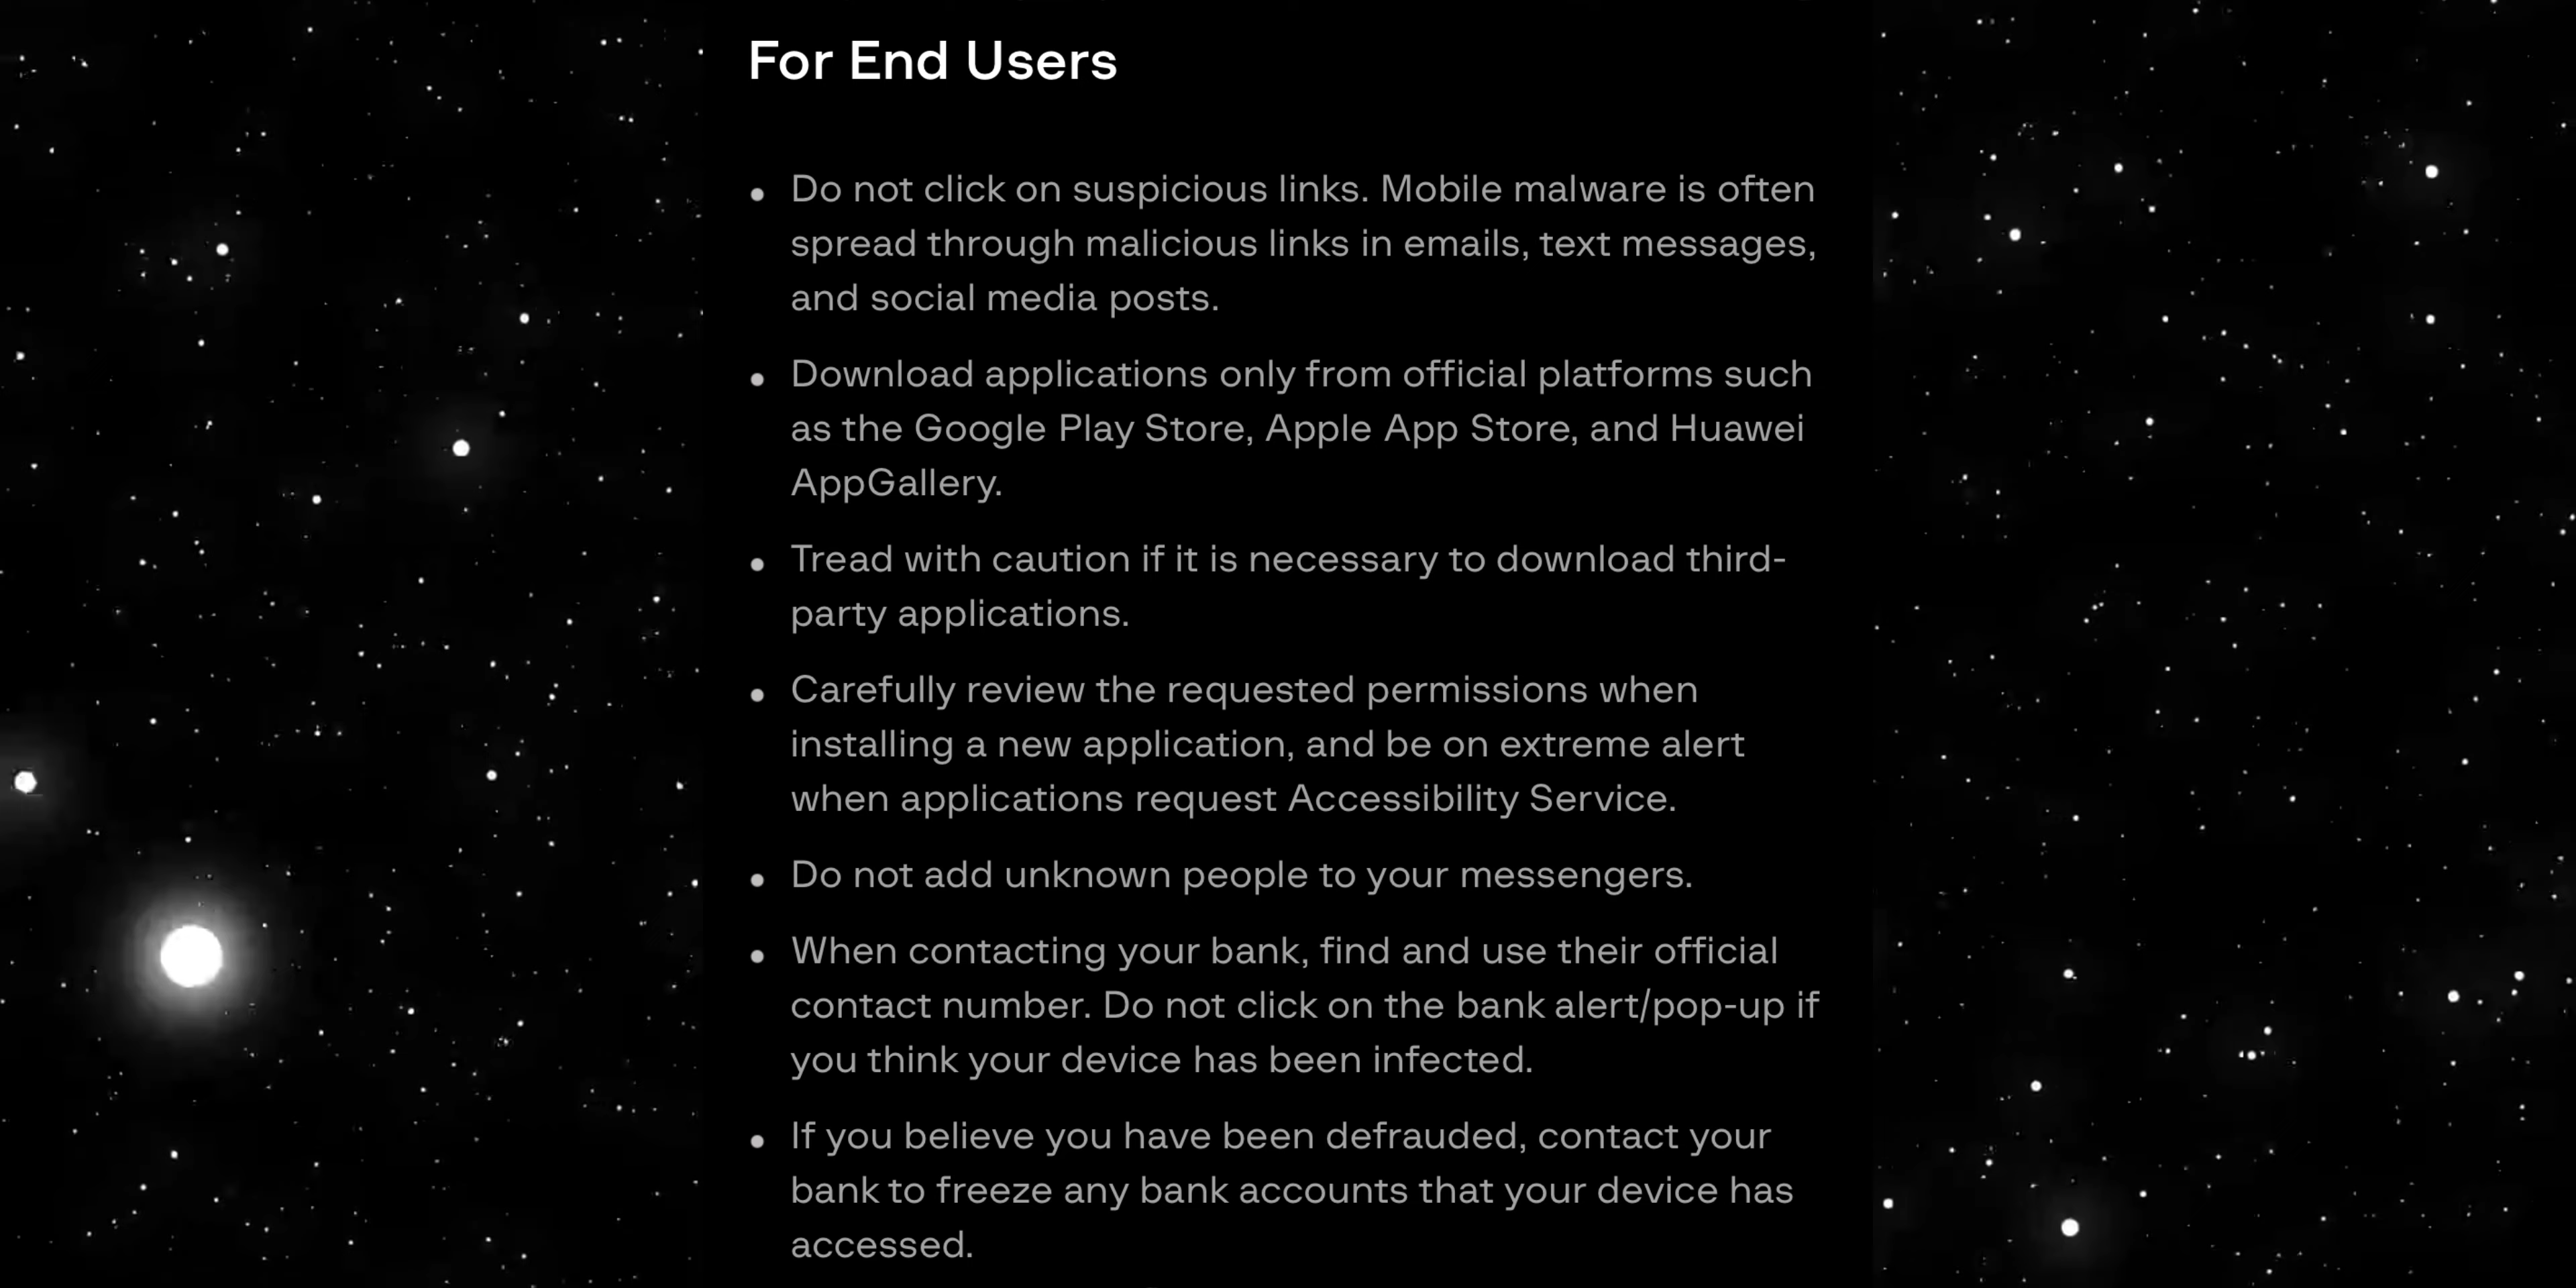 For End Users
• Do not click on suspicious links. Mobile malware is often
spread through malicious links in emails, text messages,
and social media posts.
• Download applications only from official platforms such
as the Google Play Store, Apple App Store, and Huawei
AppGallery.
• Tread with caution if it is necessary to download third-
party applications.
• Carefully review the requested permissions when
installing a new application, and be on extreme alert
when applications request Accessibility Service.
• Do not add unknown people to your messengers.
• When contacting your bank, find and use their official
contact number. Do not click on the bank alert/pop-up if
you think your device has been infected.
• If you believe you have been defrauded, contact your
bank to freeze any bank accounts that your device has
accessed.